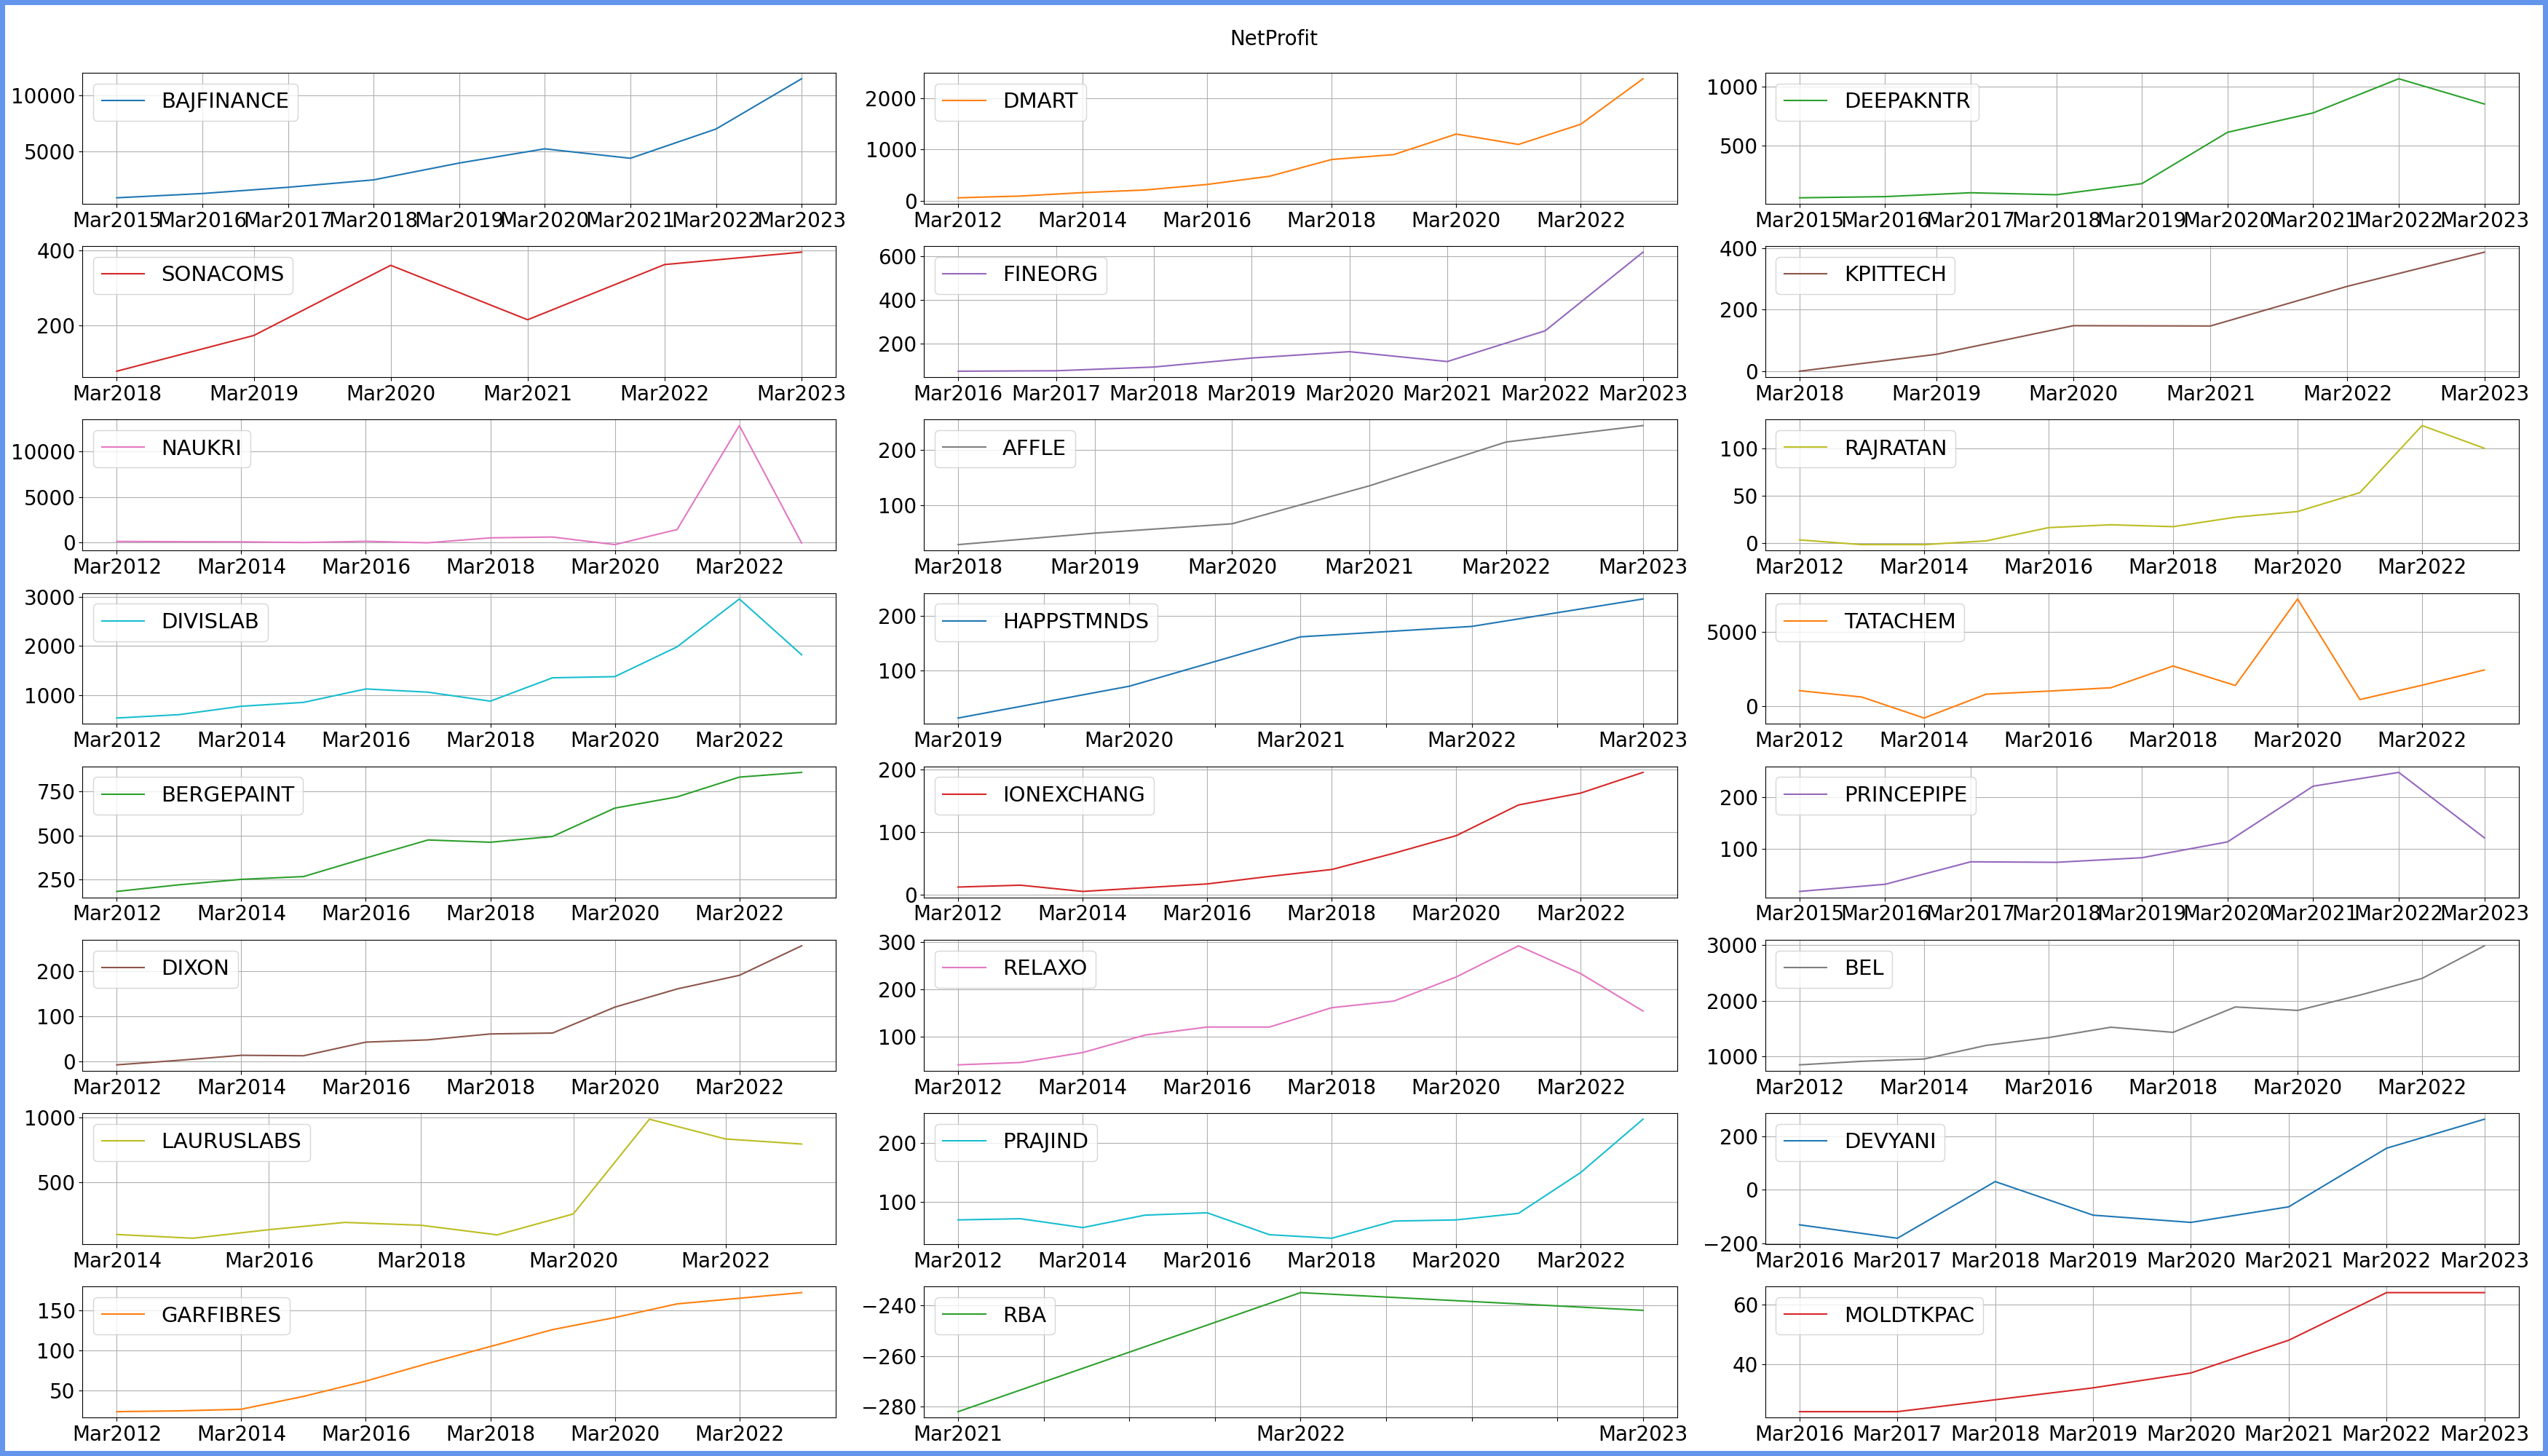 NetProfit
BAJFINANCE
10000
5000
Mar2015 Mar2016 Mar2017 Mar2018 Mar2019 Mar2020 Mar2021 Mar2022 Mar2023
DMART
2000
1000
0
Mar2012 Mar2014 Mar2016 Mar2018 Mar2020 Mar2022
DEEPAKNTR
1000
500
Mar2015 Mar2016 Mar2017 Mar2018 Mar2019 Mar2020 Mar2021 Mar2022 Mar2023
SONACOMS
400
200
Mar2018 Mar2019 Mar2020 Mar2021 Mar2022 Mar2023
FINEORG
600
400
200
Mar2016 Mar2017 Mar2018 Mar2019 Mar2020 Mar2021 Mar2022 Mar2023
KPITTECH
400
200
0
Mar2018 Mar2019 Mar2020 Mar2021 Mar2022 Mar2023
NAUKRI
10000
5000
0
Mar2012 Mar2014 Mar2016 Mar2018 Mar2020 Mar2022
AFFLE
200
100
Mar2018 Mar2019 Mar2020 Mar2021 Mar2022 Mar2023
RAJRATAN
100
50
0
Mar2012 Mar2014 Mar2016 Mar2018 Mar2020 Mar2022
DIVISLAB
3000
2000
1000
Mar2012 Mar2014 Mar2016 Mar2018 Mar2020 Mar2022
HAPPSTMNDS
200
100
Mar2019 Mar2020 Mar2021 Mar2022 Mar2023
TATACHEM
5000
0
Mar2012 Mar2014 Mar2016 Mar2018 Mar2020 Mar2022
BERGEPAINT
750
500
250
Mar2012 Mar2014 Mar2016 Mar2018 Mar2020 Mar2022
IONEXCHANG
200
100
0
Mar2012 Mar2014 Mar2016 Mar2018 Mar2020 Mar2022
PRINCEPIPE
200
100
Mar2015 Mar2016 Mar2017 Mar2018 Mar2019 Mar2020 Mar2021 Mar2022 Mar2023
DIXON
200
100
0
Mar2012 Mar2014 Mar2016 Mar2018 Mar2020 Mar2022
RELAXO
300
200
100
Mar2012 Mar2014 Mar2016 Mar2018 Mar2020 Mar2022
BEL
3000
2000
1000
Mar2012 Mar2014 Mar2016 Mar2018 Mar2020 Mar2022
LAURUSLABS
1000
500
Mar2014 Mar2016 Mar2018 Mar2020 Mar2022
PRAJIND
200
100
Mar2012 Mar2014 Mar2016 Mar2018 Mar2020 Mar2022
DEVYANI
200
0
−200
Mar2016 Mar2017 Mar2018 Mar2019 Mar2020 Mar2021 Mar2022 Mar2023
GARFIBRES
150
100
50
Mar2012 Mar2014 Mar2016 Mar2018 Mar2020 Mar2022
RBA
−240
−260
−280
Mar2021 Mar2022 Mar2023
MOLDTKPAC
60
40
Mar2016 Mar2017 Mar2018 Mar2019 Mar2020 Mar2021 Mar2022 Mar2023